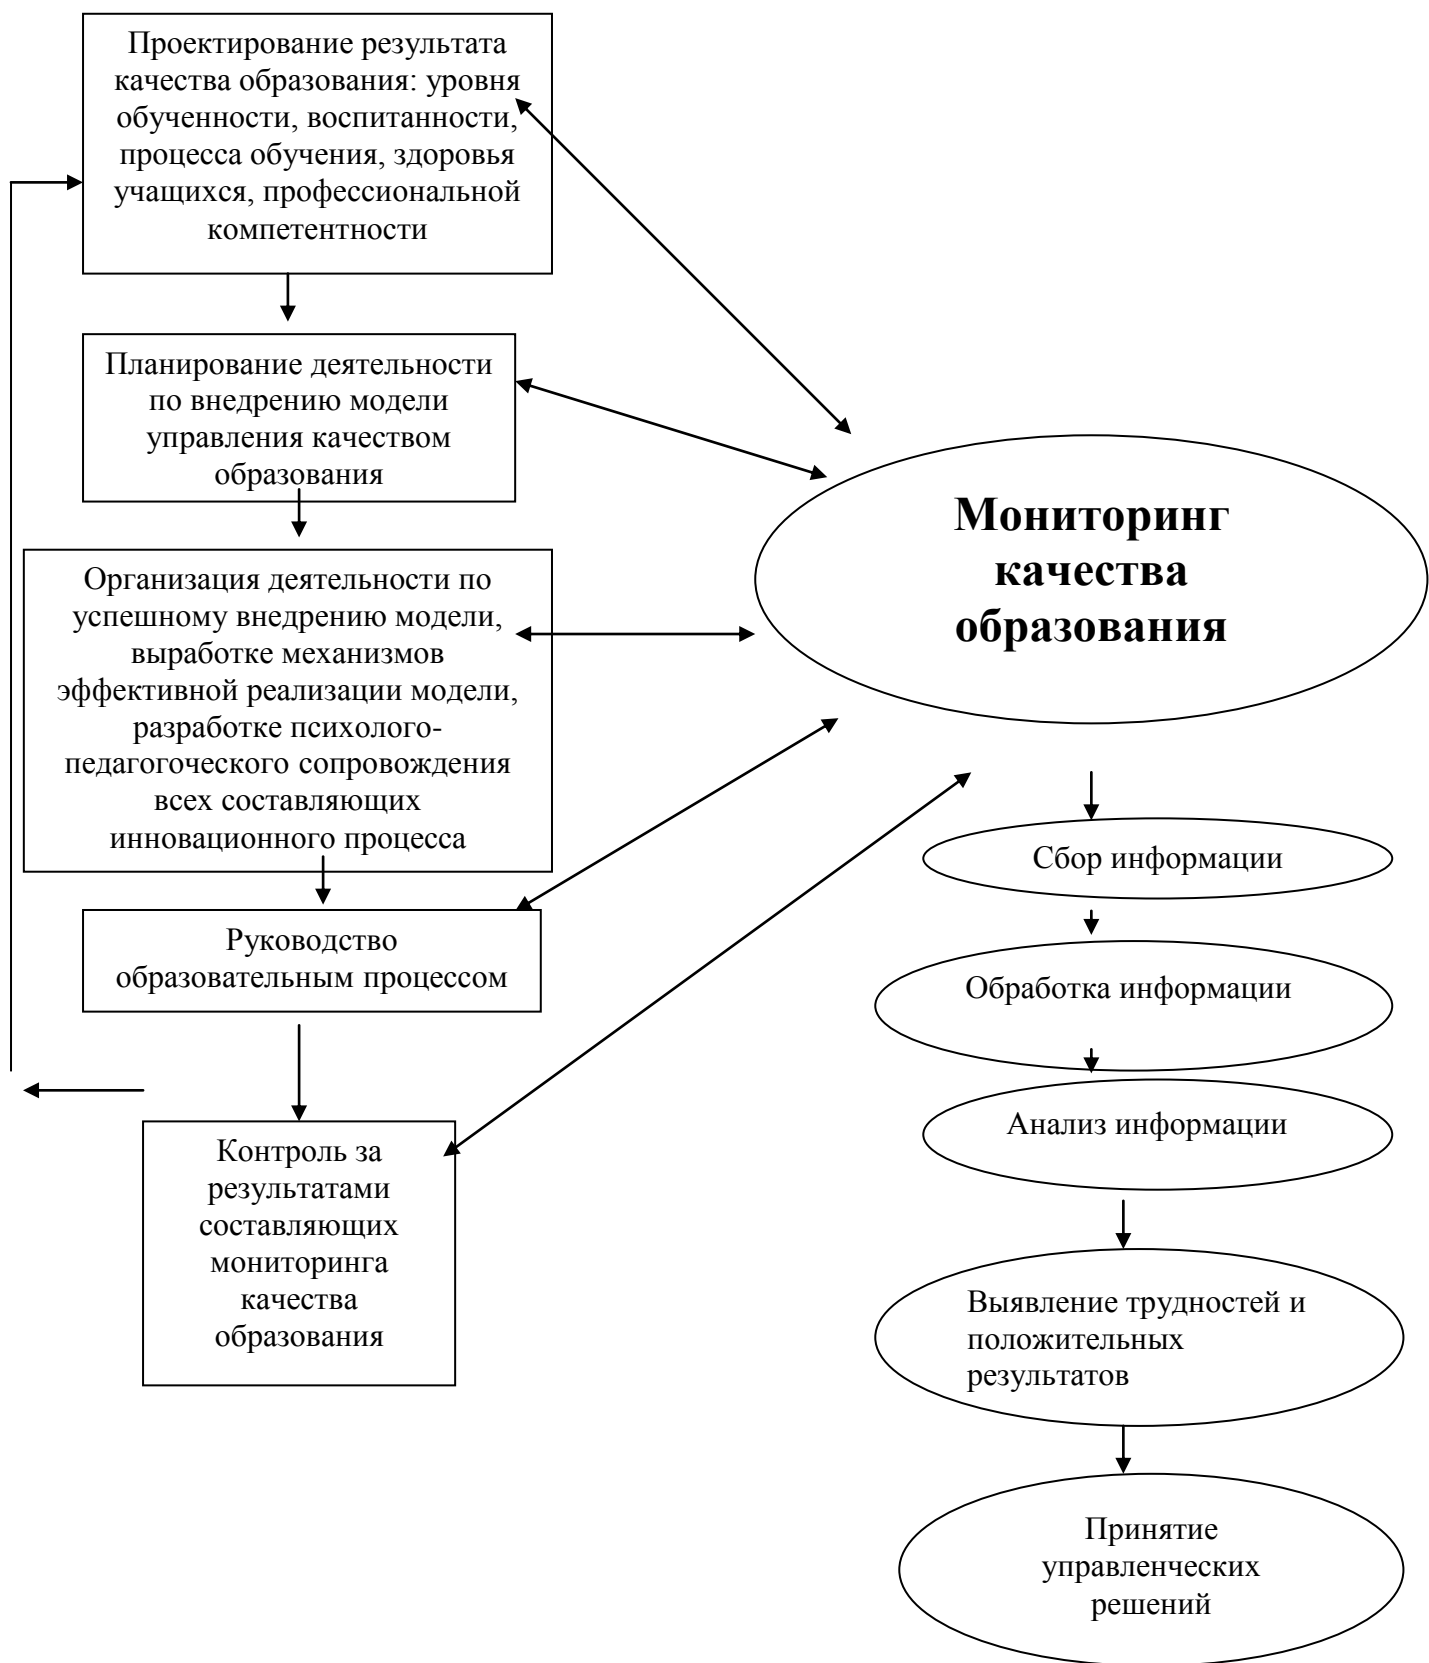 Проектирование результата
качества образования: уровня
обученности, воспитанности,
процесса обучения, здоровья
учащихся, профессиональной
компетентности
Планирование деятельности
по внедрению модели
управления качеством
образования
Организация деятельности по
успешному внедрению модели,
выработке механизмов
эффективной реализации модели,
разработке психолого-
педагогоческого сопровождения
всех составляющих
инновационного процесса
Руководство
образовательным процессом
Контроль за
результатами
составляющих
мониторинга
качества
образования
Мониторинг
качества
образования
Сбор информации
Обработка информации
Анализ информации
Выявление трудностей и
положительных
результатов
Принятие
управленческих
решений